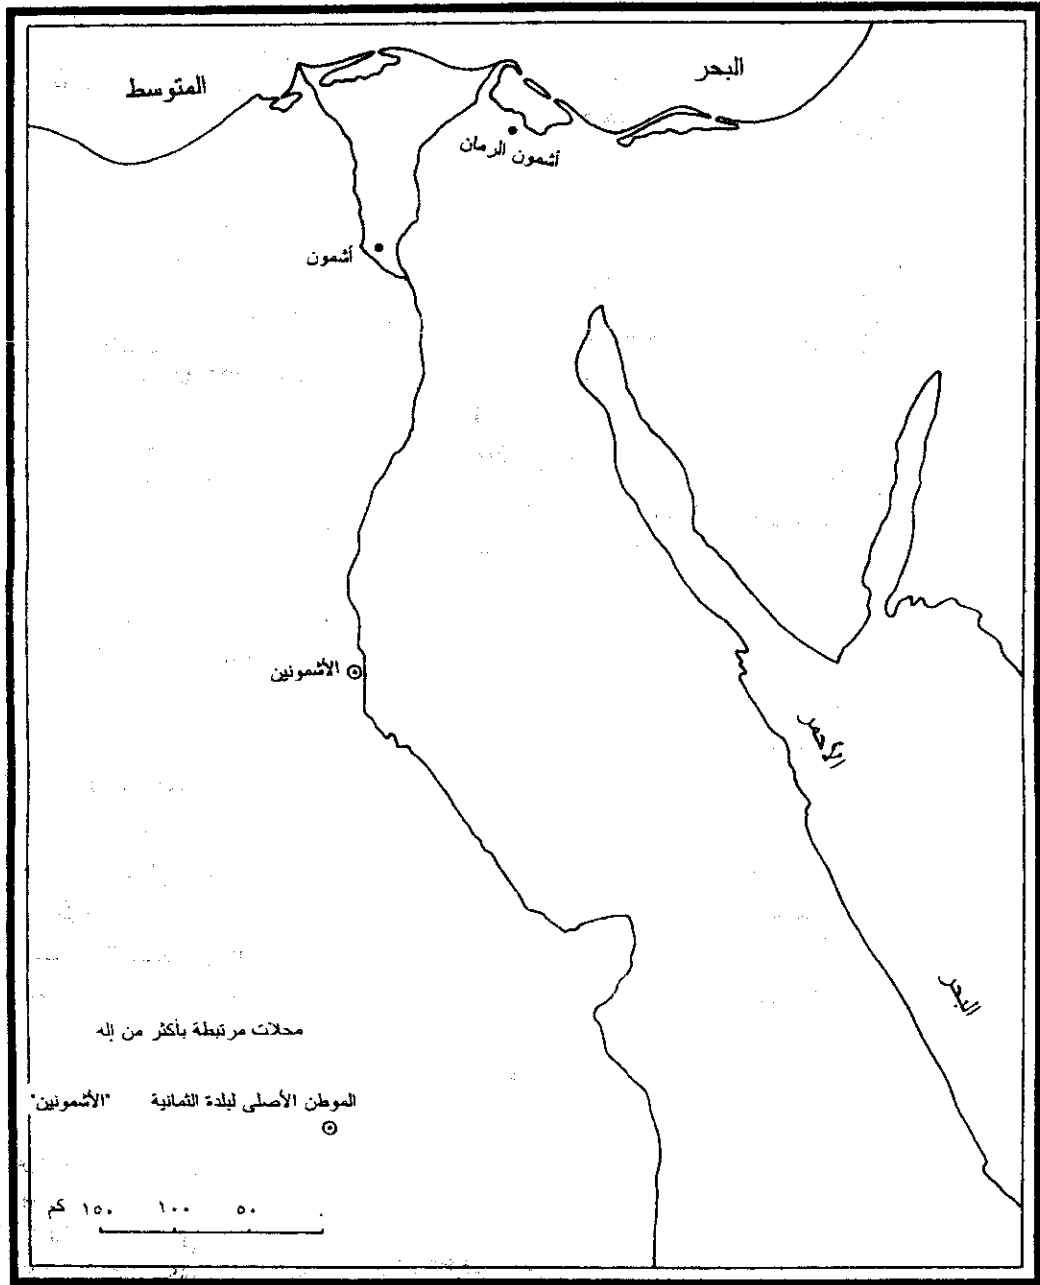 البحر
المتوسط
أشمون الرمان
أشمون
الأشمونين
الأحمر
البحر
محلات مرتبطة بأكثر من إله
الموطن الأصلى لبلدة الثمانية "الأشمونين"
٠ ٥٠ ١٠٠ ١٥٠ كم